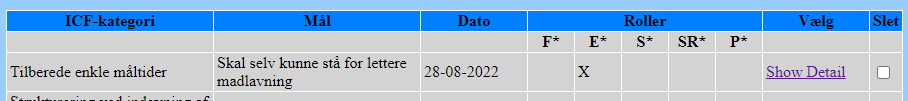 ICF-kategori Mål Dato Roller Vælg Slet
F* E* S* SR* P*
Tilberede enkle måltider Skal selv kunne stå for lettere madlavning 28-08-2022 X Show Detail